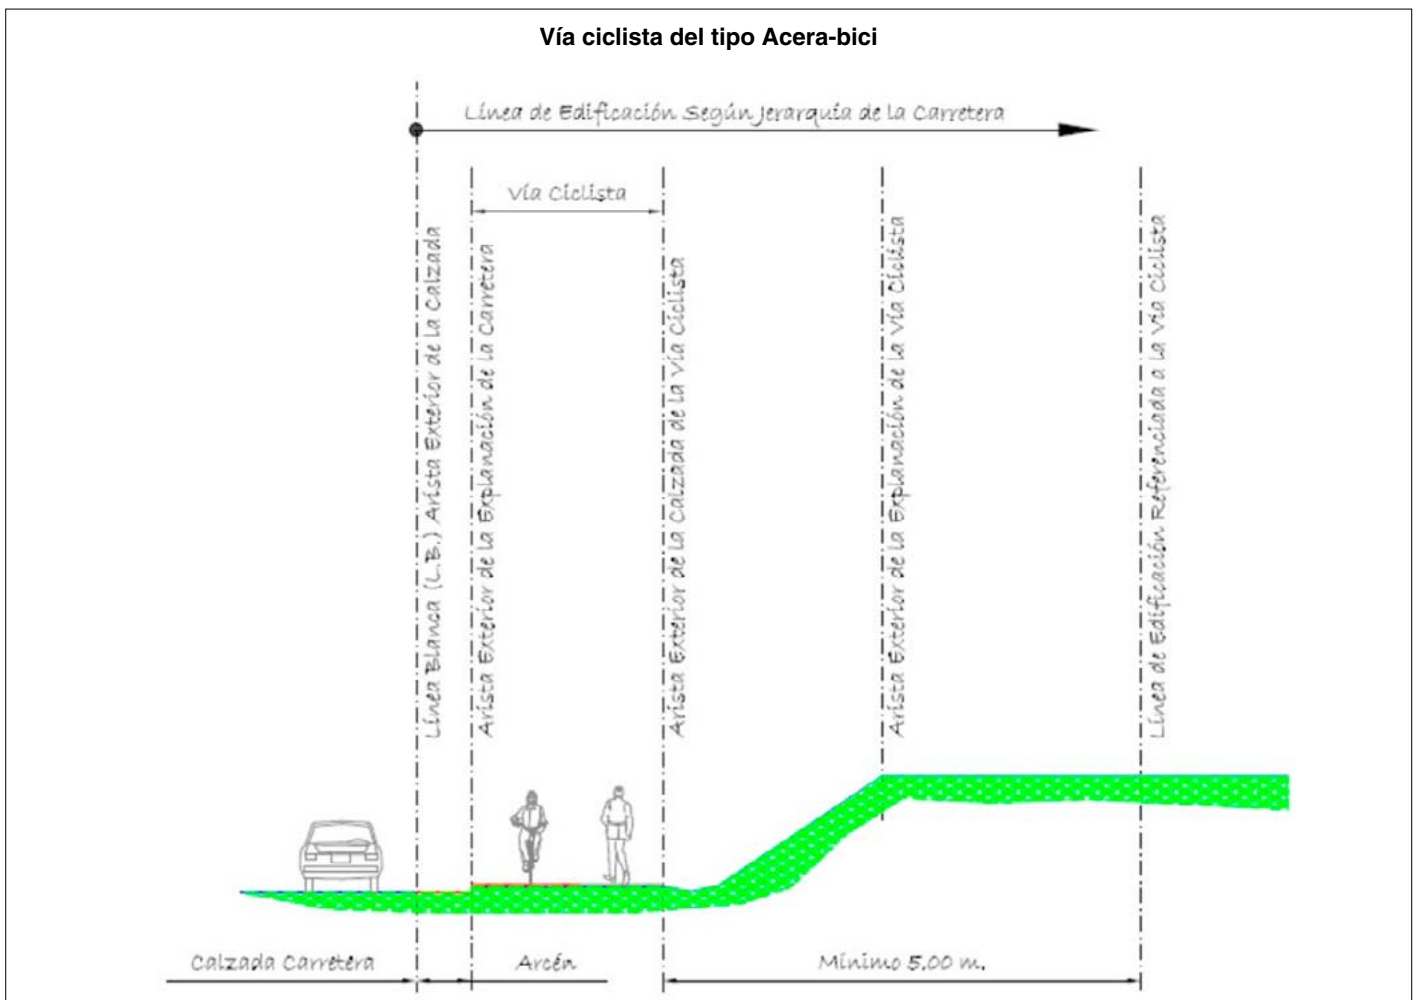 Vía ciclista del tipo Acera-bici
Línea de Edificación Según Jerarquía de la Carretera
Vía Ciclista
Línea Blanca (L.B.) Arista Exterior de la Calzada
Arista Exterior de la Explanación de la Carretera
Arista Exterior de la Calzada de la Vía Ciclista
Arista Exterior de la Explanación de la Vía Ciclista
Línea de Edificación Referenciada a la Vía Ciclista
Calzada Carretera
Arcén
Mínimo 5.00 m.